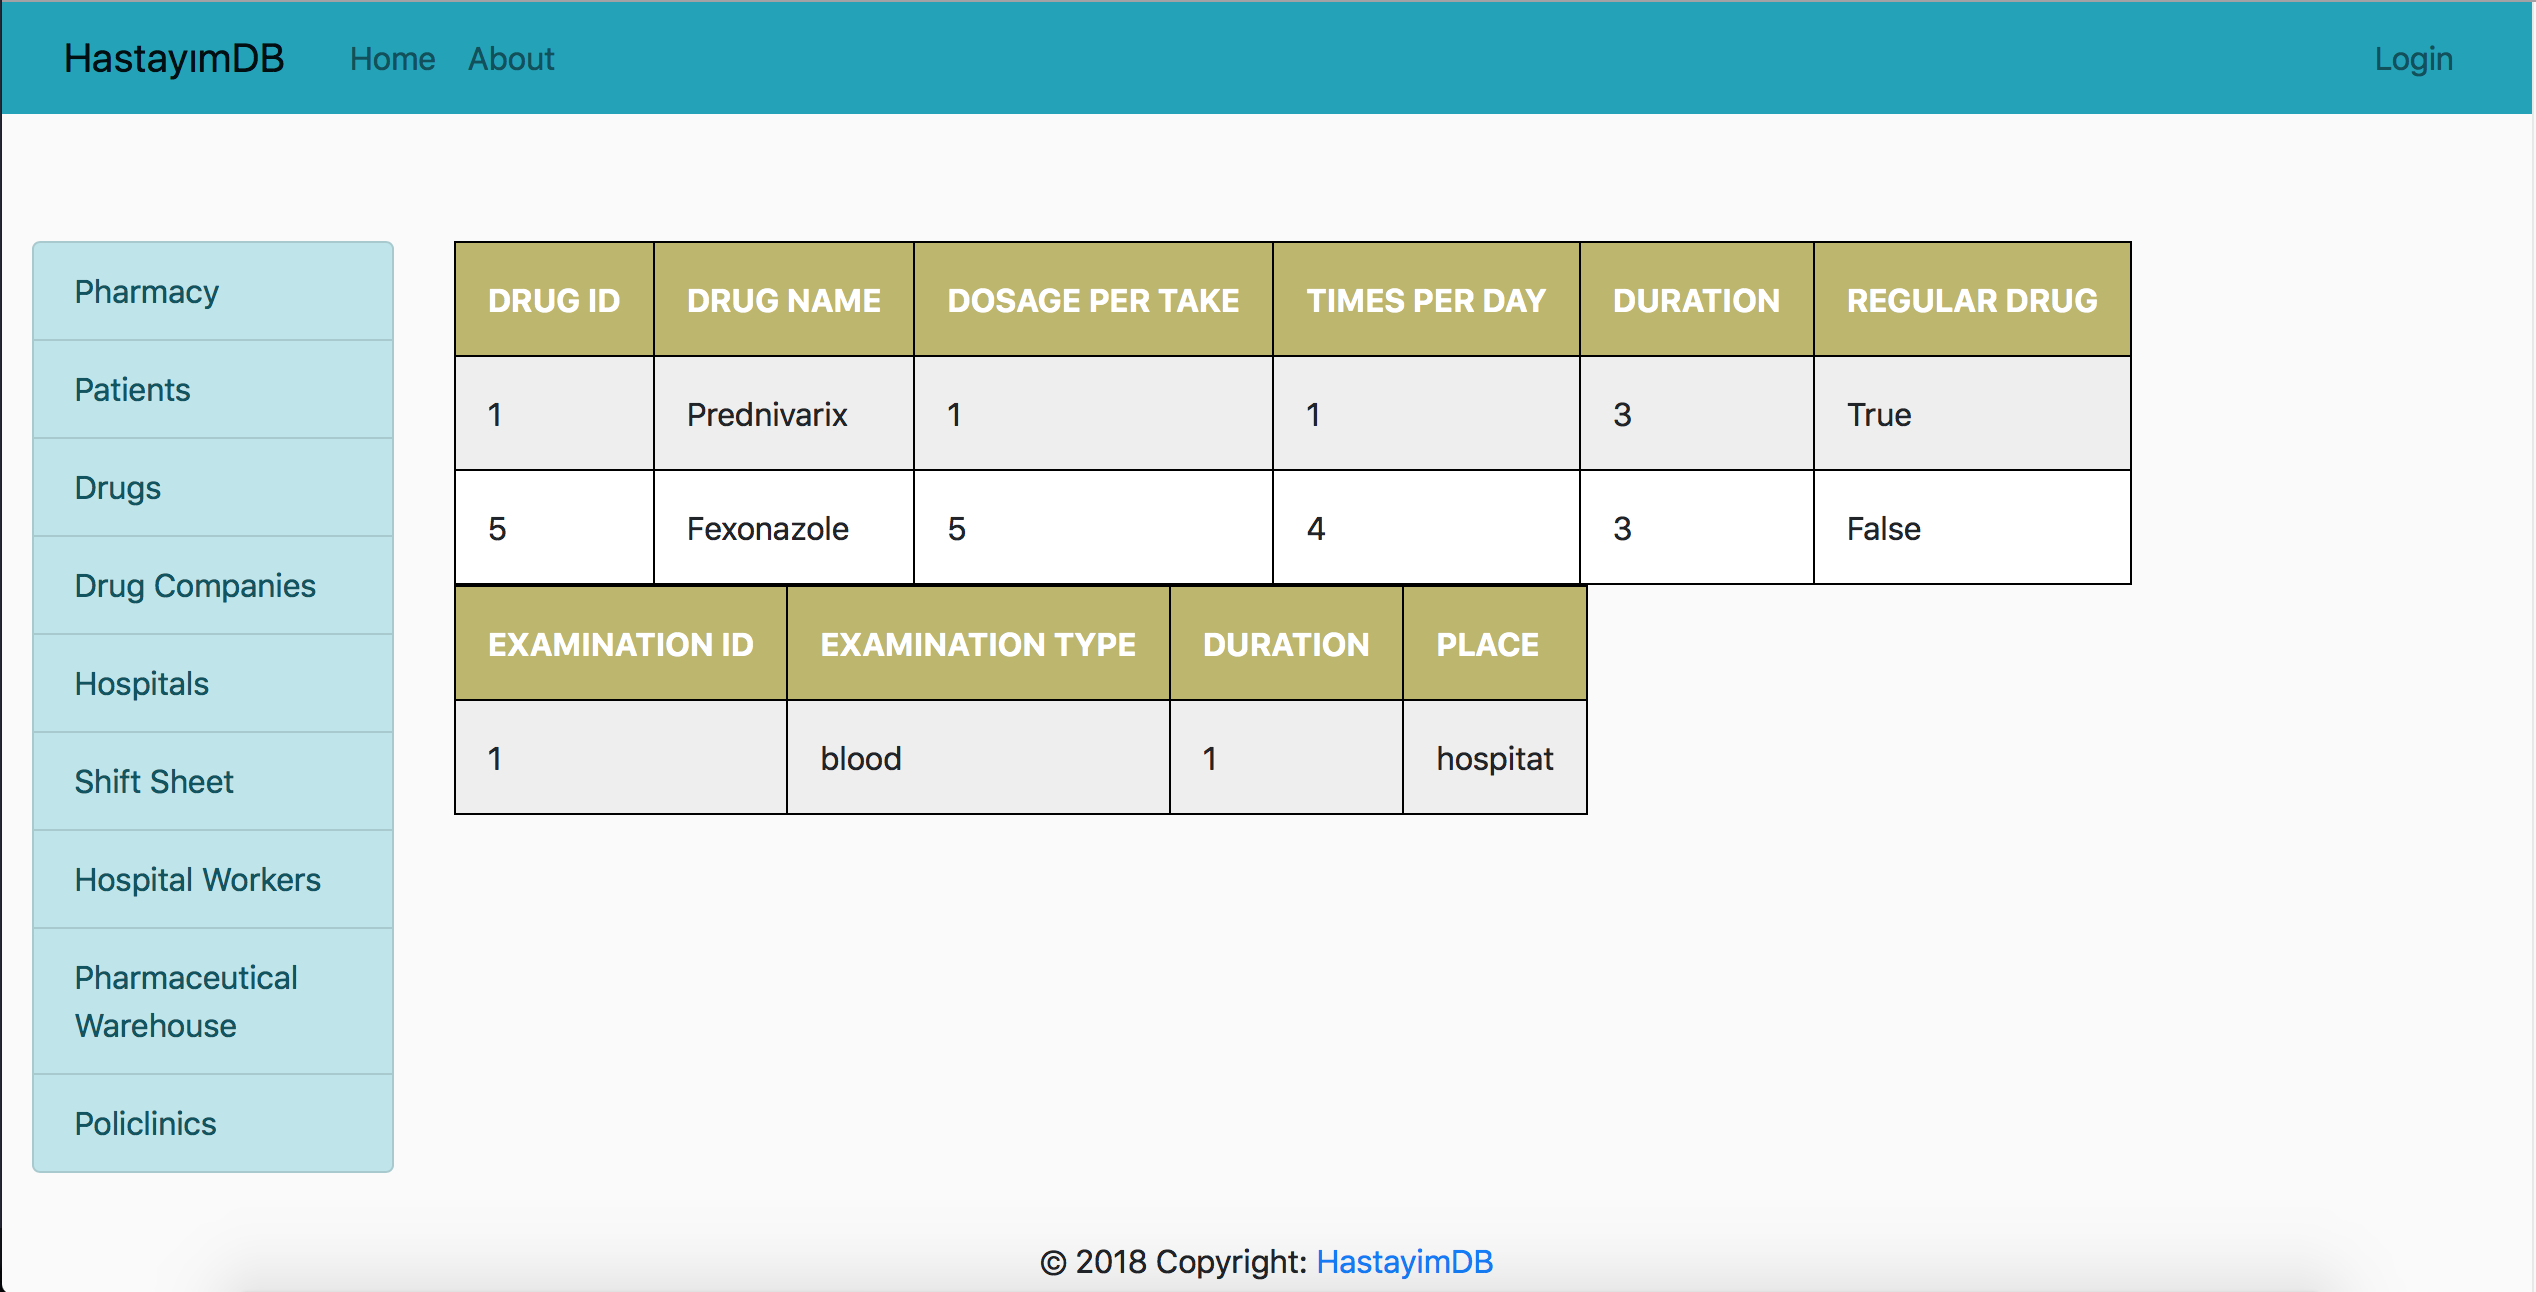 HastayımDB Home About Login
Pharmacy
Patients
Drugs
Drug Companies
Hospitals
Shift Sheet
Hospital Workers
Pharmaceutical
Warehouse
Policlinics
DRUG ID DRUG NAME DOSAGE PER TAKE TIMES PER DAY DURATION REGULAR DRUG
1 Prednivarix 1 1 3 True
5 Fexonazole 5 4 3 False
EXAMINATION ID EXAMINATION TYPE DURATION PLACE
1 blood 1 hospitat
© 2018 Copyright: HastayimDB